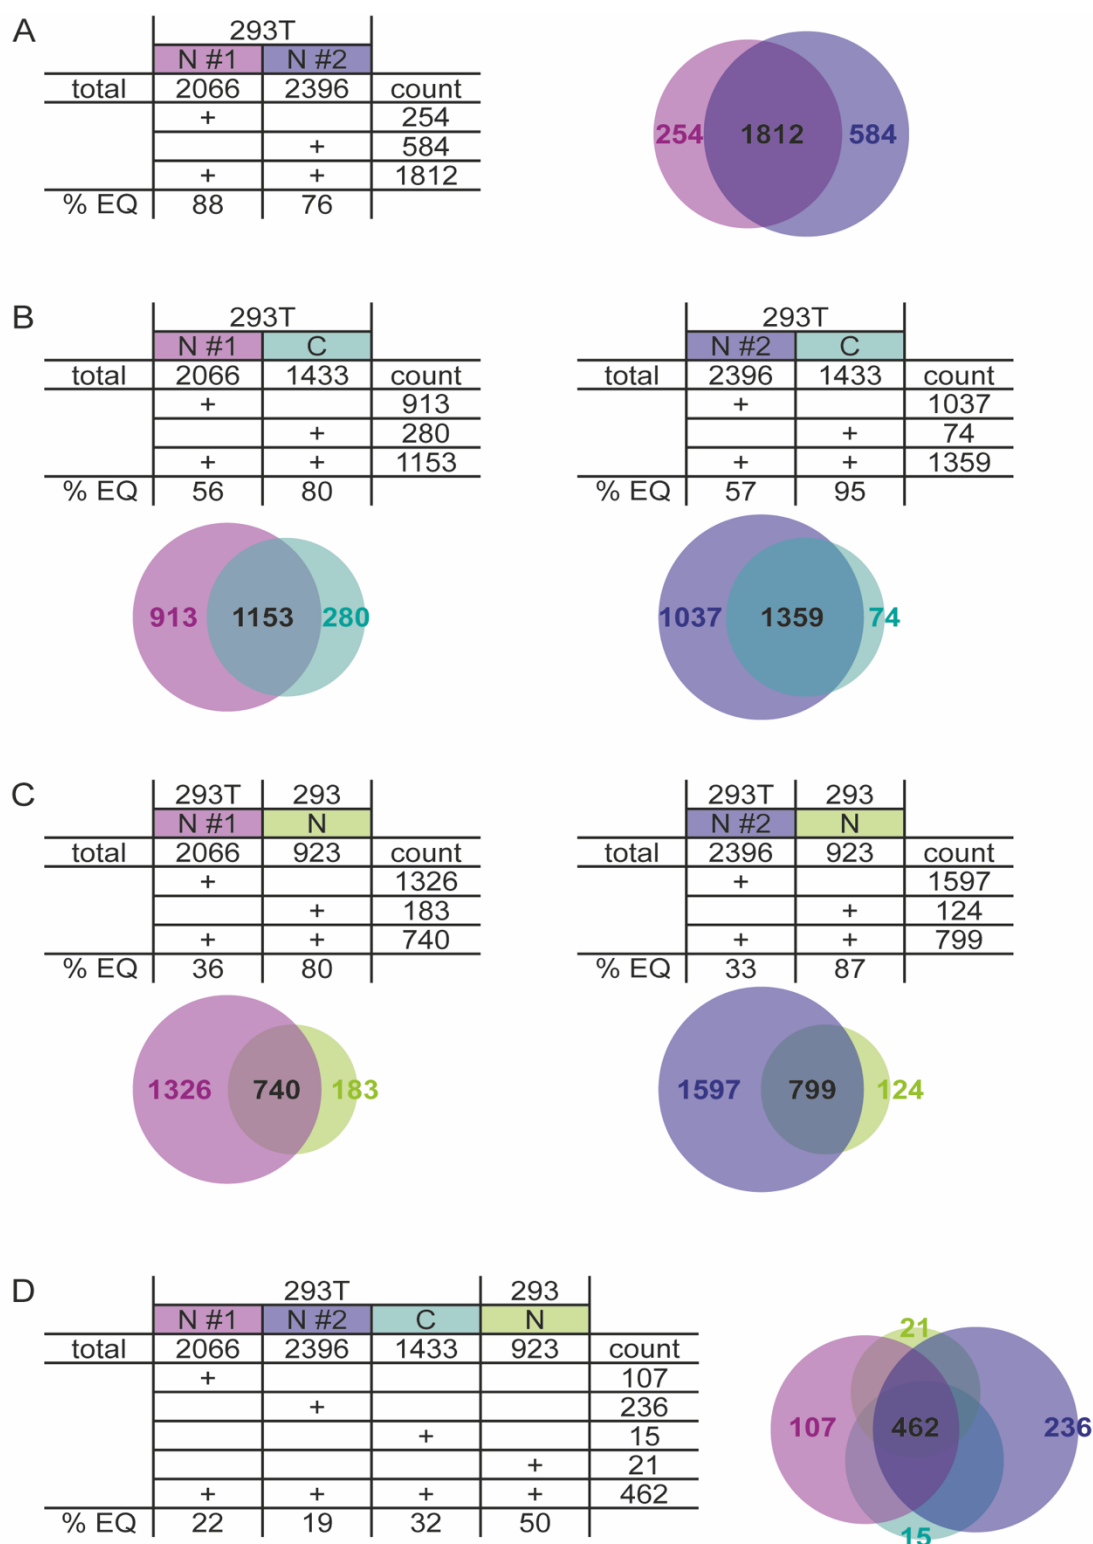 A
293T
N #1 N #2
total 2066 2396 count
+ 254
+ 584
+ + 1812
% EQ 88 76
254 1812 584
B
293T
N #1 C
total 2066 1433 count
+ 913
+ 280
+ + 1153
% EQ 56 80
913 1153 280
293T
N #2 C
total 2396 1433 count
+ 1037
+ 74
+ + 1359
% EQ 57 95
1037 1359 74
C
293T 293
N #1 N
total 2066 923 count
+ 1326
+ 183
+ + 740
% EQ 36 80
1326 740 183
293T 293
N #2 N
total 2396 923 count
+ 1597
+ 124
+ + 799
% EQ 33 87
1597 799 124
D
293T 293
N #1 N #2 C N
total 2066 2396 1433 923 count
+ 107
+ 236
+ 15
+ 21
+ + + + 462
% EQ 22 19 32 50
21
107 462 236
15